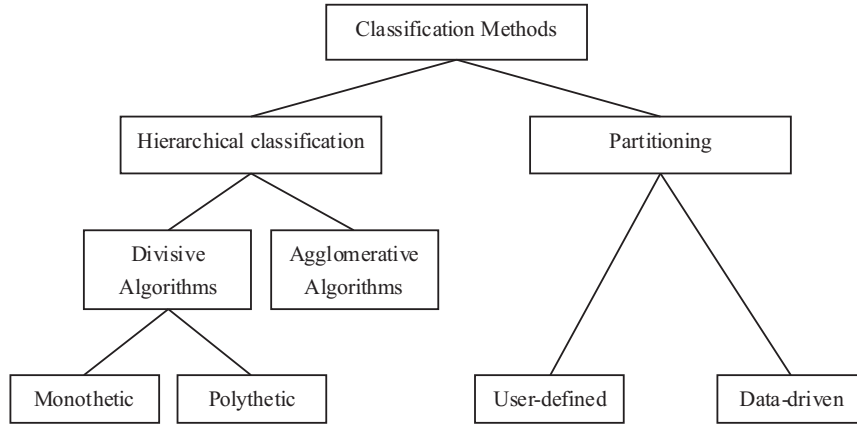 Classification Methods
Hierarchical classification
Partitioning
Divisive
Algorithms
Agglomerative
Algorithms
Monothetic
Polythetic
User-defined
Data-driven